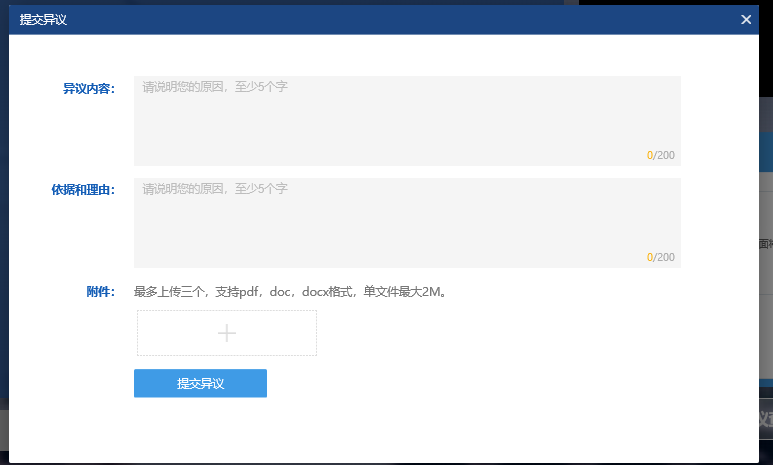 提交异议
异议内容：
请说明您的原因，至少5个字
0/200
依据和理由：
请说明您的原因，至少5个字
0/200
附件：
最多上传三个，支持pdf，doc，docx格式，单文件最大2M。
提交异议